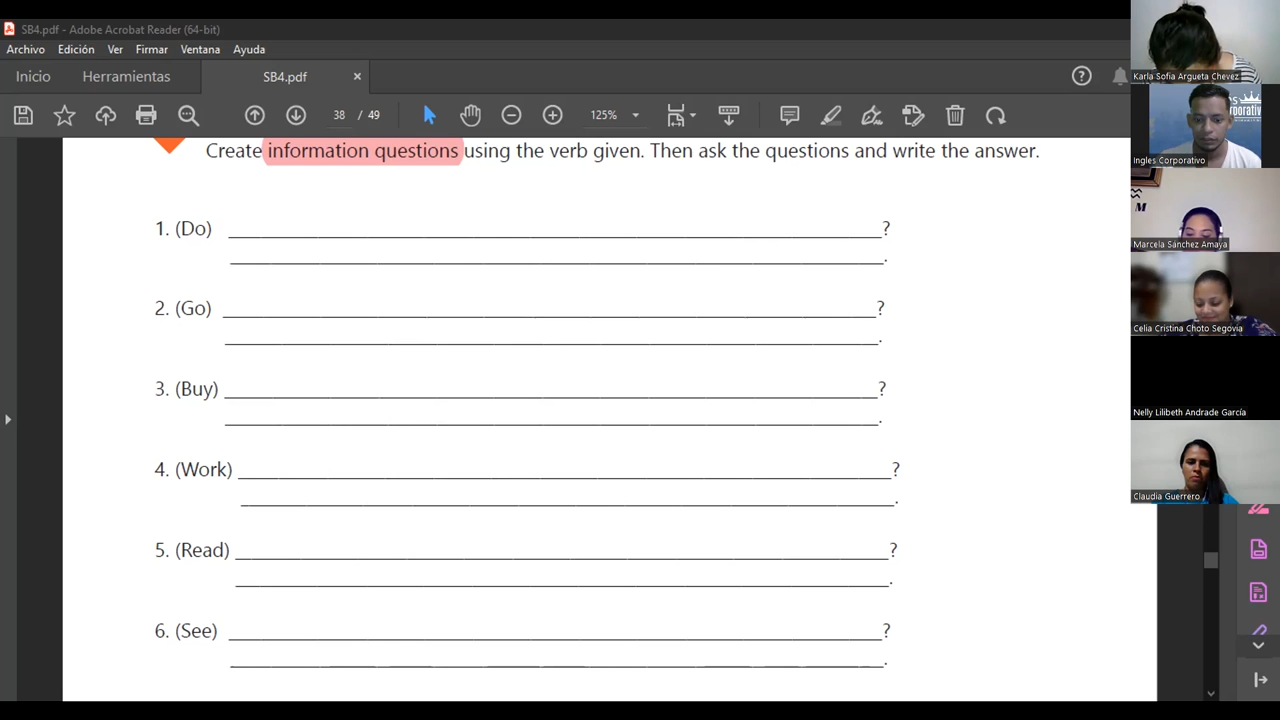 SB4.pdf - Adobe Acrobat Reader (64-bit)
Archivo Edición Ver Firmar Ventana Ayuda
Inicio Herramientas SB4.pdf ×
38 / 49 125%
Create information questions using the verb given. Then ask the questions and write the answer.
1. (Do) ?
.
2. (Go) ?
.
3. (Buy) ?
.
4. (Work) ?
.
5. (Read) ?
.
6. (See) ?
.
Karla Sofia Argueta Chevez
Ingles Corporativo
M
Marcela Sánchez Amaya
Celia Cristina Choto Segovia
Nelly Lilibeth Andrade García
Claudia Guerrero